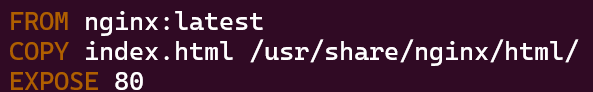 FROM nginx:latest
COPY index.html /usr/share/nginx/html/
EXPOSE 80